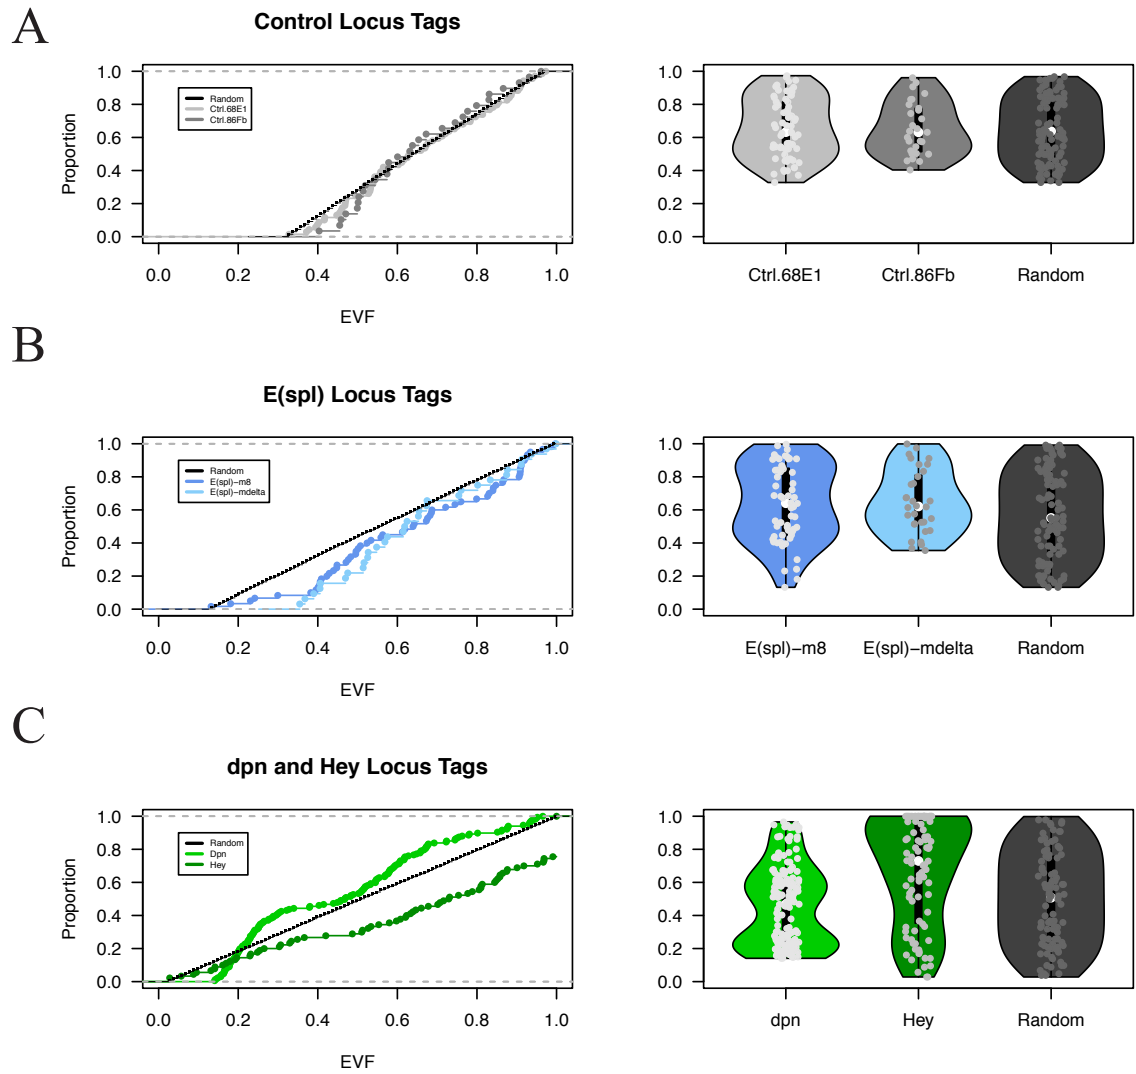 A
Control Locus Tags
Proportion
1.0
0.8
0.6
0.4
0.2
0.0
Random
Ctrl.68E1
Ctrl.86Fb
0.0 0.2 0.4 0.6 0.8 1.0
EVF
1.0
0.8
0.6
0.4
0.2
0.0
Ctrl.68E1 Ctrl.86Fb Random
B
E(spl) Locus Tags
Proportion
1.0
0.8
0.6
0.4
0.2
0.0
Random
E(spl)−m8
E(spl)−mdelta
0.0 0.2 0.4 0.6 0.8 1.0
EVF
1.0
0.8
0.6
0.4
0.2
0.0
E(spl)−m8 E(spl)−mdelta Random
C
dpn and Hey Locus Tags
Proportion
1.0
0.8
0.6
0.4
0.2
0.0
Random
Dpn
Hey
0.0 0.2 0.4 0.6 0.8 1.0
EVF
1.0
0.8
0.6
0.4
0.2
0.0
dpn Hey Random